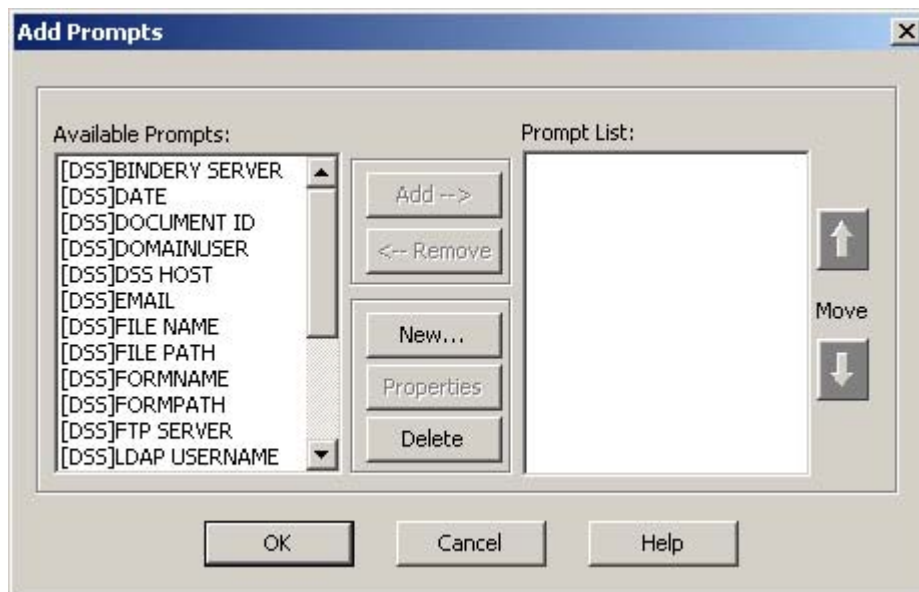 Add Prompts
Available Prompts:
Prompt List:
[DSS]BINDERY SERVER
[DSS]DATE
[DSS]DOCUMENT ID
[DSS]DOMAINUSER
[DSS]DSS HOST
[DSS]EMAIL
[DSS]FILE NAME
[DSS]FILE PATH
[DSS]FORMNAME
[DSS]FORMPATH
[DSS]FTP SERVER
[DSS]LDAP USERNAME
Add -->
<-- Remove
New...
Properties
Delete
Move
OK
Cancel
Help